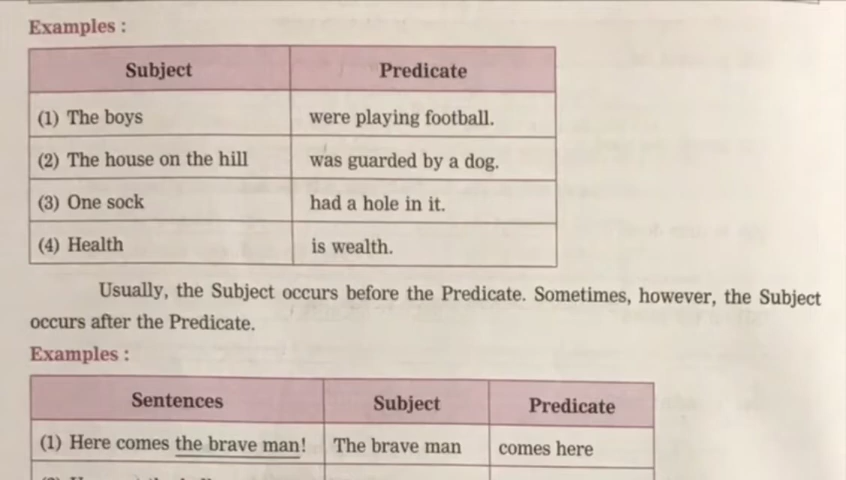 Examples :
Subject Predicate
(1) The boys were playing football.
(2) The house on the hill was guarded by a dog.
(3) One sock had a hole in it.
(4) Health is wealth.
Usually, the Subject occurs before the Predicate. Sometimes, however, the Subject
occurs after the Predicate.
Examples :
Sentences Subject Predicate
(1) Here comes the brave man! The brave man comes here